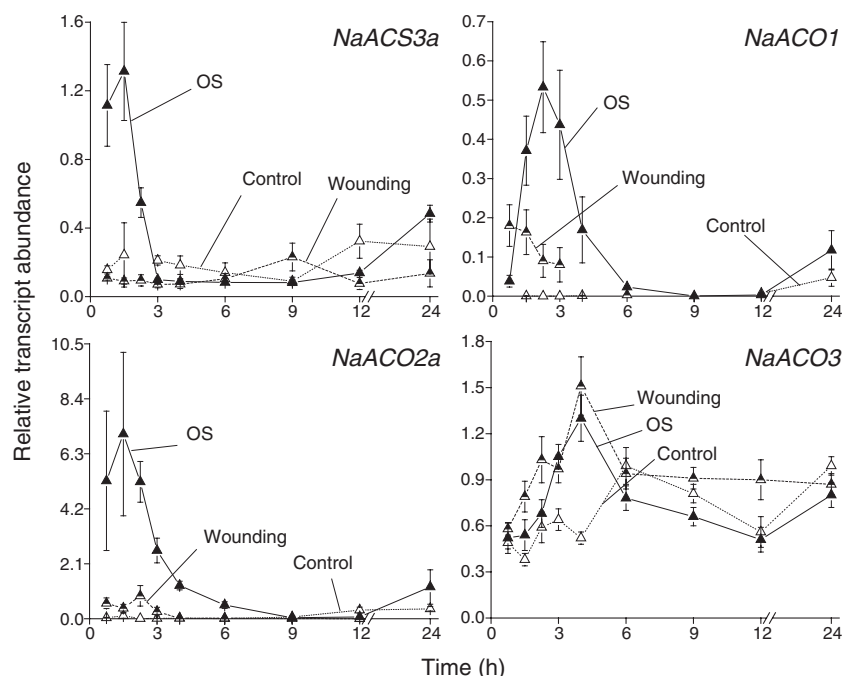 Relative transcript abundance
NaACS3a
1.6
1.2
0.8
0.4
0.0
OS
Control
Wounding
0 3 6 9 12 24
NaACO1
0.7
0.6
0.5
0.4
0.3
0.2
0.1
0.0
OS
Wounding
Control
0 3 6 9 12 24
NaACO2a
10.5
8.4
6.3
4.2
2.1
0.0
OS
Wounding
Control
0 3 6 9 12 24
NaACO3
1.8
1.5
1.2
0.9
0.6
0.3
0.0
Wounding
OS
Control
0 3 6 9 12 24
Time (h)